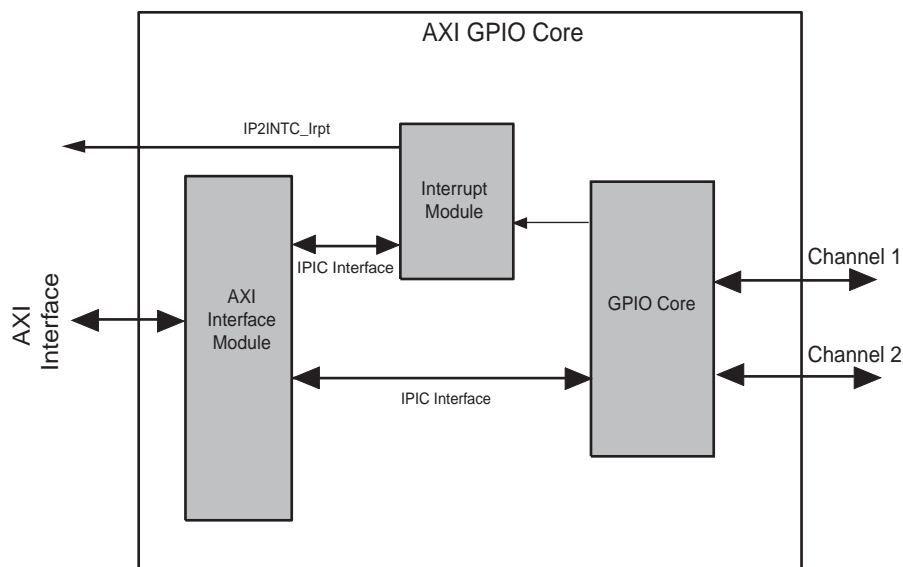 AXI GPIO Core
IP2INTC_Irpt
Interrupt
Module
IPIC Interface
AXI
Interface
Module
GPIO Core
Channel 1
Channel 2
AXI
Interface
IPIC Interface